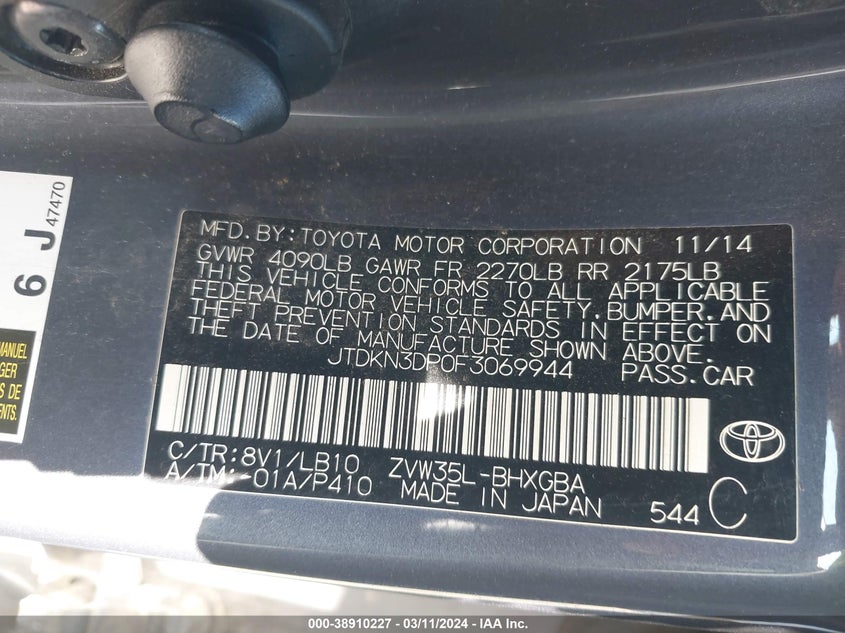 6 J 47470
MANUEL
GER
S DE
ENTS.
MFD. BY: TOYOTA MOTOR CORPORATION 11/14
GVWR 4090LB GAWR FR 2270LB RR 2175LB
THIS VEHICLE CONFORMS TO ALL APPLICABLE
FEDERAL MOTOR VEHICLE SAFETY, BUMPER, AND
THEFT PREVENTION STANDARDS IN EFFECT ON
THE DATE OF MANUFACTURE SHOWN ABOVE.
JTDKN3DP0F3069944 PASS. CAR
C/TR: 8V1/LB10 ZVW35L-BHXGBA
A/TM: -01A/P410 MADE IN JAPAN 544 C
000-38910227 - 03/11/2024 - IAA Inc.